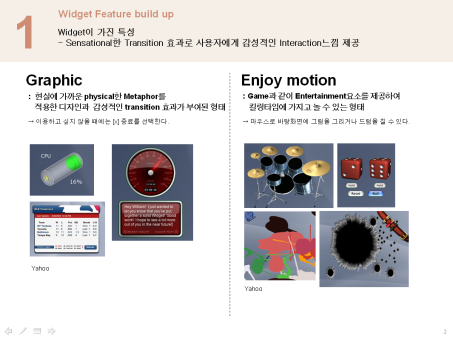 1
Widget Feature build up
Widget이 가진 특성
– Sensational한 Transition 효과로 사용자에게 감성적인 Interaction느낌 제공
Graphic
: 현실에 가까운 physical한 Metaphor를
적용한 디자인과 감성적인 transition 효과가 부여된 형태
→ 이용하고 싶지 않을 때에는 [x] 종료를 선택한다.
CPU
16%
Yahoo
Enjoy motion
: Game과 같이 Entertainment요소를 제공하여
킬링타임에 가지고 놀 수 있는 형태
→ 마우스로 바탕화면에 그림을 그리거나 드럼을 칠 수 있다.
Yahoo
2